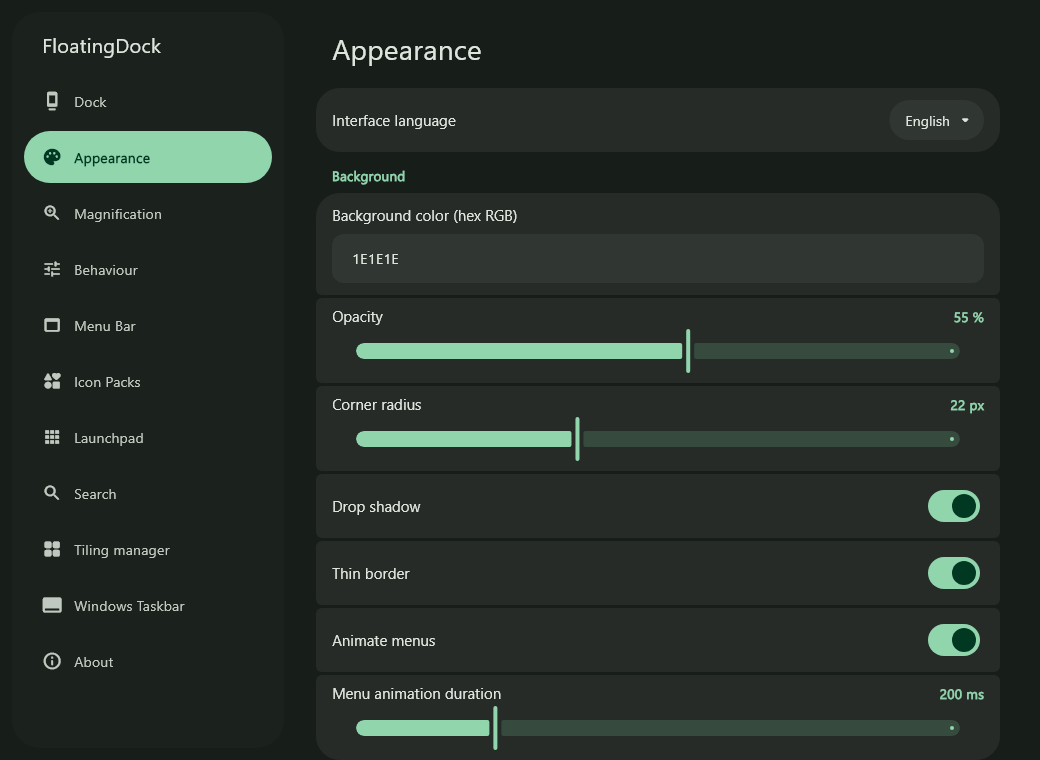 FloatingDock
Dock
Appearance
Magnification
Behaviour
Menu Bar
Icon Packs
Launchpad
Search
Tiling manager
Windows Taskbar
About
Appearance
Interface language
English
Background
Background color (hex RGB)
1E1E1E
Opacity
55 %
Corner radius
22 px
Drop shadow
Thin border
Animate menus
Menu animation duration
200 ms